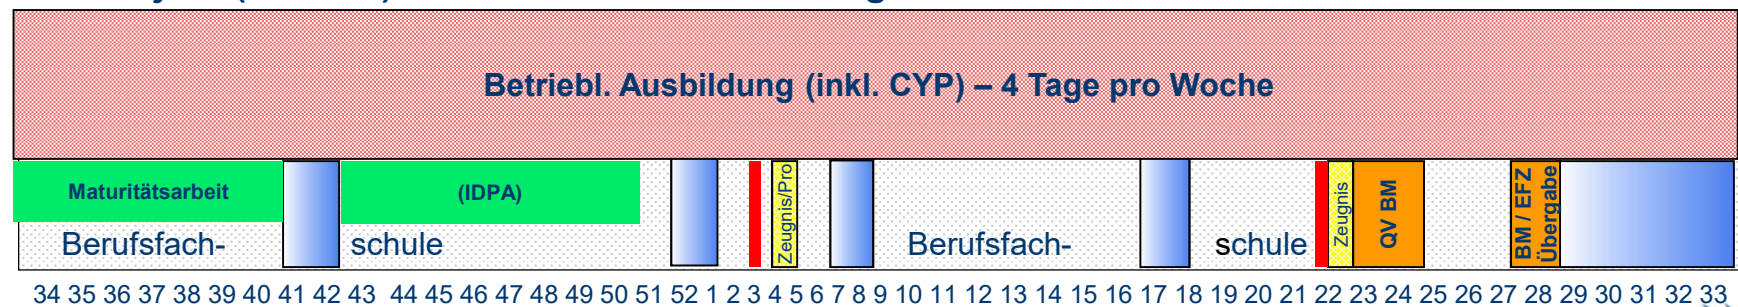 Betriebl. Ausbildung (inkl. CYP) – 4 Tage pro Woche
Maturitätsarbeit
(IDPA)
Zeugnis/Pro
Zeugnis
QV BM
BM / EFZ
Übergabe
Berufsfach- schule Berufsfach- schule
34 35 36 37 38 39 40 41 42 43 44 45 46 47 48 49 50 51 52 1 2 3 4 5 6 7 8 9 10 11 12 13 14 15 16 17 18 19 20 21 22 23 24 25 26 27 28 29 30 31 32 33